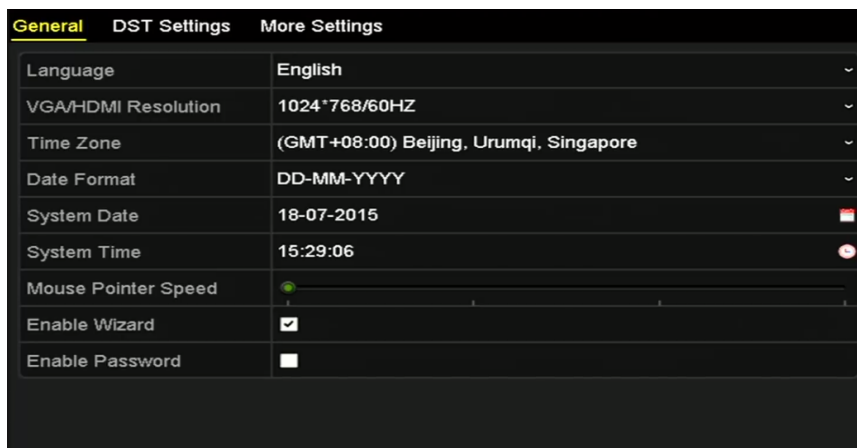 General DST Settings More Settings
Language English
VGA/HDMI Resolution 1024*768/60HZ
Time Zone (GMT+08:00) Beijing, Urumqi, Singapore
Date Format DD-MM-YYYY
System Date 18-07-2015
System Time 15:29:06
Mouse Pointer Speed
Enable Wizard
Enable Password